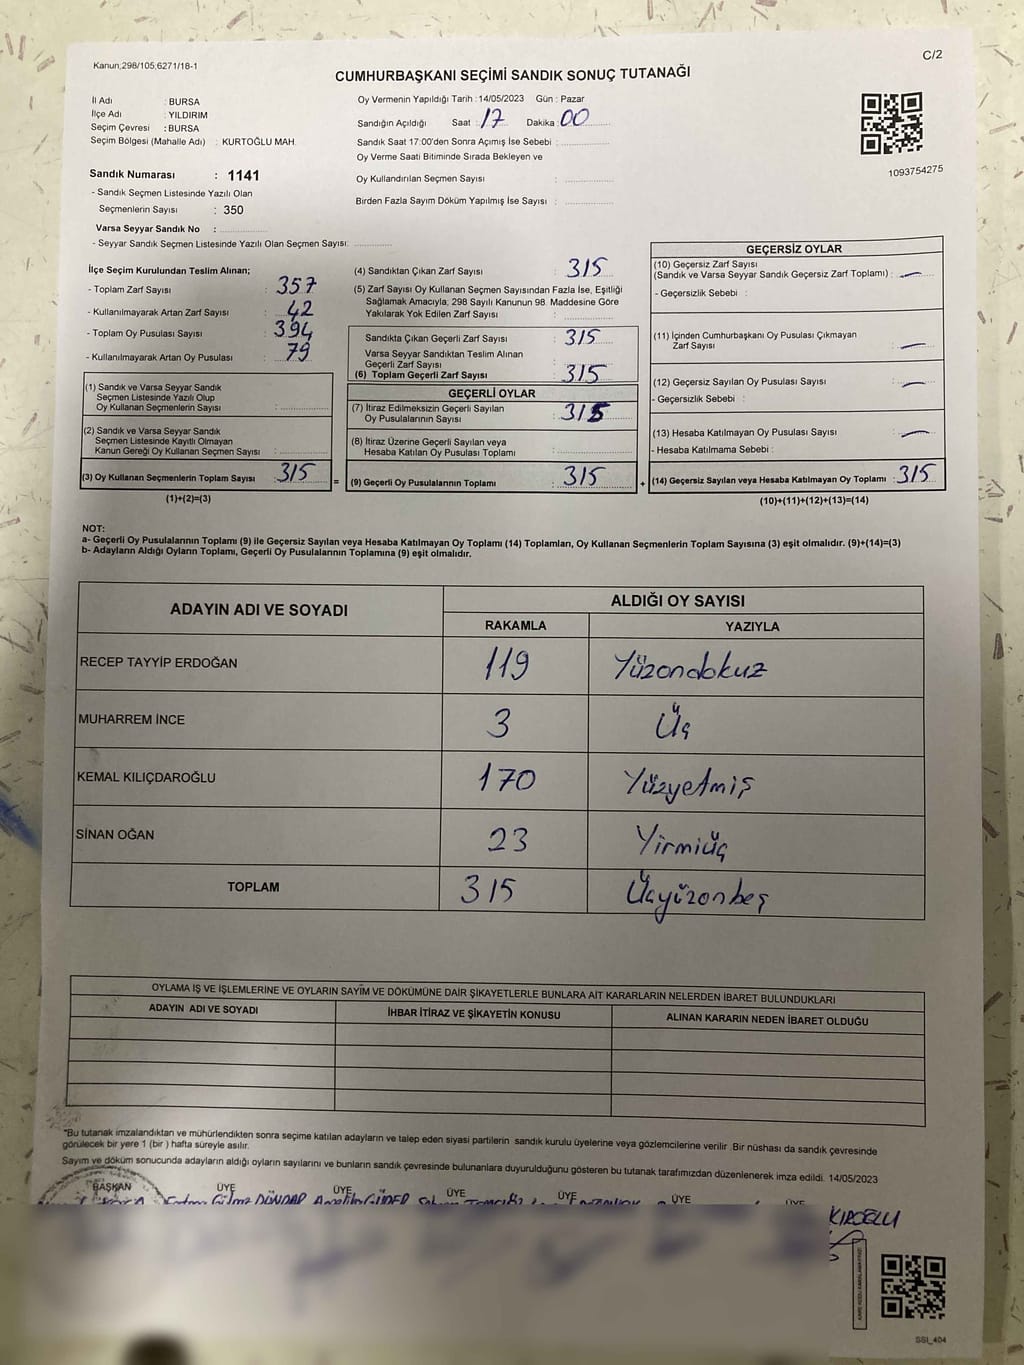 Kanun,298/105,6271/18-1
C/2
CUMHURBAŞKANI SEÇİMİ SANDIK SONUÇ TUTANAĞI
İl Adı : BURSA
İlçe Adı : YILDIRIM
Seçim Çevresi : BURSA
Seçim Bölgesi (Mahalle Adı) : KURTOĞLU MAH.
Oy Vermenin Yapıldığı Tarih : 14/05/2023 Gün : Pazar
Sandığın Açıldığı Saat : 17 Dakika : 00
Sandık Saat 17:00'den Sonra Açımış İse Sebebi :
Oy Verme Saati Bitiminde Sırada Bekleyen ve
Oy Kullandırılan Seçmen Sayısı :
Birden Fazla Sayım Döküm Yapılmış İse Sayısı :
1093754275
Sandık Numarası : 1141
- Sandık Seçmen Listesinde Yazılı Olan
Seçmenlerin Sayısı : 350
Varsa Seyyar Sandık No :
- Seyyar Sandık Seçmen Listesinde Yazılı Olan Seçmen Sayısı:
İlçe Seçim Kurulundan Teslim Alınan;
- Toplam Zarf Sayısı : 357
- Kullanılmayarak Artan Zarf Sayısı : 42
- Toplam Oy Pusulası Sayısı : 394
- Kullanılmayarak Artan Oy Pusulası : 79
(1) Sandık ve Varsa Seyyar Sandık
Seçmen Listesinde Yazılı Olup
Oy Kullanan Seçmenlerin Sayısı :
(2) Sandık ve Varsa Seyyar Sandık
Seçmen Listesinde Kayıtlı Olmayan
Kanun Gereği Oy Kullanan Seçmen Sayısı :
(3) Oy Kullanan Seçmenlerin Toplam Sayısı : 315
(1)+(2)=(3)
(4) Sandıktan Çıkan Zarf Sayısı : 315
(5) Zarf Sayısı Oy Kullanan Seçmen Sayısından Fazla İse, Eşitliği
Sağlamak Amacıyla, 298 Sayılı Kanunun 98. Maddesine Göre
Yakılarak Yok Edilen Zarf Sayısı :
Sandıkta Çıkan Geçerli Zarf Sayısı : 315
Varsa Seyyar Sandıktan Teslim Alınan
Geçerli Zarf Sayısı :
(6) Toplam Geçerli Zarf Sayısı : 315
GEÇERLİ OYLAR
(7) İtiraz Edilmeksizin Geçerli Sayılan
Oy Pusulalarının Sayısı : 315
(8) İtiraz Üzerine Geçerli Sayılan veya
Hesaba Katılan Oy Pusulası Toplamı :
= (9) Geçerli Oy Pusulalarının Toplamı : 315
GEÇERSİZ OYLAR
(10) Geçersiz Zarf Sayısı
(Sandık ve Varsa Seyyar Sandık Geçersiz Zarf Toplamı) : —
- Geçersizlik Sebebi :
(11) İçinden Cumhurbaşkanı Oy Pusulası Çıkmayan
Zarf Sayısı : —
(12) Geçersiz Sayılan Oy Pusulası Sayısı : —
- Geçersizlik Sebebi :
(13) Hesaba Katılmayan Oy Pusulası Sayısı : —
- Hesaba Katılmama Sebebi :
+ (14) Geçersiz Sayılan veya Hesaba Katılmayan Oy Toplamı : 315
(10)+(11)+(12)+(13)=(14)
NOT:
a- Geçerli Oy Pusulalarının Toplamı (9) ile Geçersiz Sayılan veya Hesaba Katılmayan Oy Toplamı (14) Toplamları, Oy Kullanan Seçmenlerin Toplam Sayısına (3) eşit olmalıdır. (9)+(14)=(3)
b- Adayların Aldığı Oyların Toplamı, Geçerli Oy Pusulalarının Toplamına (9) eşit olmalıdır.
ADAYIN ADI VE SOYADI ALDIĞI OY SAYISI
RAKAMLA YAZIYLA
RECEP TAYYİP ERDOĞAN 119 Yüzondokuz
MUHARREM İNCE 3 Üç
KEMAL KILIÇDAROĞLU 170 Yüzyetmiş
SİNAN OĞAN 23 Yirmiüç
TOPLAM 315 Üçyüzonbeş
OYLAMA İŞ VE İŞLEMLERİNE VE OYLARIN SAYIM VE DÖKÜMÜNE DAİR ŞİKAYETLERLE BUNLARA AİT KARARLARIN NELERDEN İBARET BULUNDUKLARI
ADAYIN ADI VE SOYADI İHBAR İTİRAZ VE ŞİKAYETİN KONUSU ALINAN KARARIN NEDEN İBARET OLDUĞU
"Bu tutanak imzalandıktan ve mühürlendikten sonra seçime katılan adayların ve talep eden siyasi partilerin sandık kurulu üyelerine veya gözlemcilerine verilir. Bir nüshası da sandık çevresinde
görülecek bir yere 1 (bir ) hafta süreyle asılır.
Sayım ve döküm sonucunda adayların aldığı oyların sayılarını ve bunların sandık çevresinde bulunanlara duyurulduğunu gösteren bu tutanak tarafımızdan düzenlenerek imza edildi. 14/05/2023
BAŞKAN ÜYE ÜYE ÜYE ÜYE ÜYE ÜYE
SSI_404